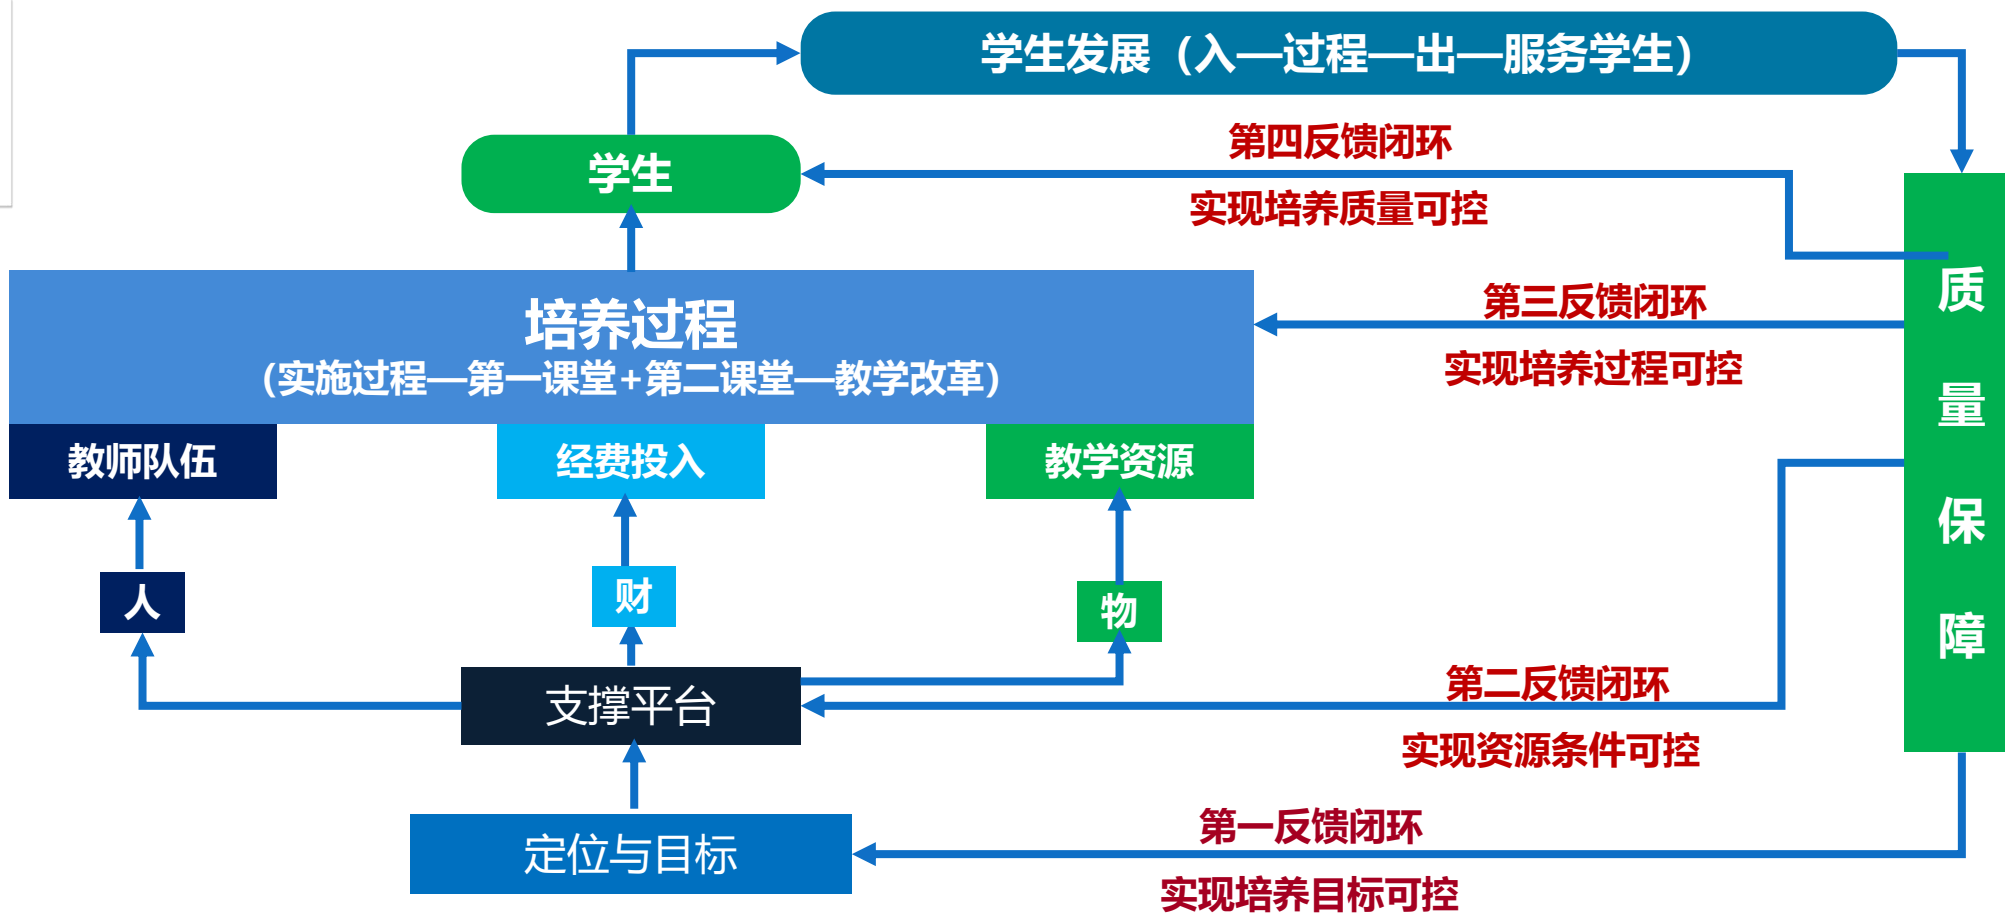 学生发展（入—过程—出—服务学生）
第四反馈闭环
学生
实现培养质量可控
质
量
保
障
第三反馈闭环
培养过程
实现培养过程可控
（实施过程—第一课堂+第二课堂—教学改革）
教师队伍
经费投入
教学资源
人
财
物
第二反馈闭环
支撑平台
实现资源条件可控
第一反馈闭环
定位与目标
实现培养目标可控